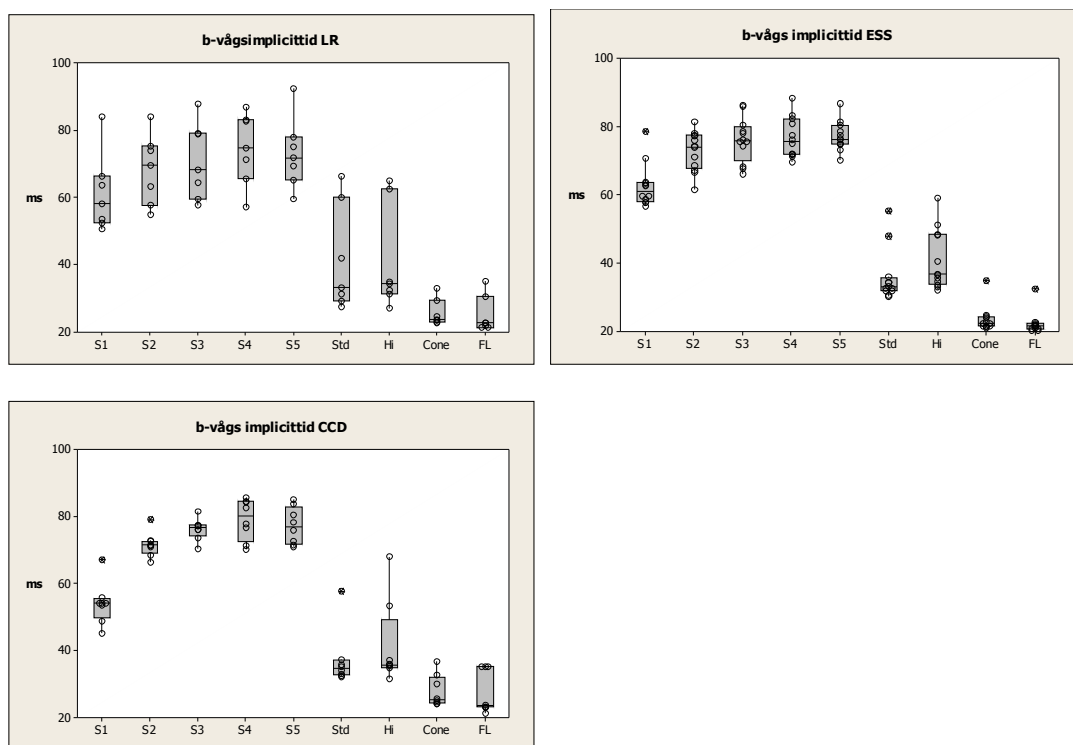 b-vågsimplicittid LR
100
80
60
ms
40
20
S1 S2 S3 S4 S5 Std Hi Cone FL
b-vågs implicittid ESS
100
80
60
ms
40
20
S1 S2 S3 S4 S5 Std Hi Cone FL
b-vågs implicittid CCD
100
80
60
ms
40
20
S1 S2 S3 S4 S5 Std Hi Cone FL